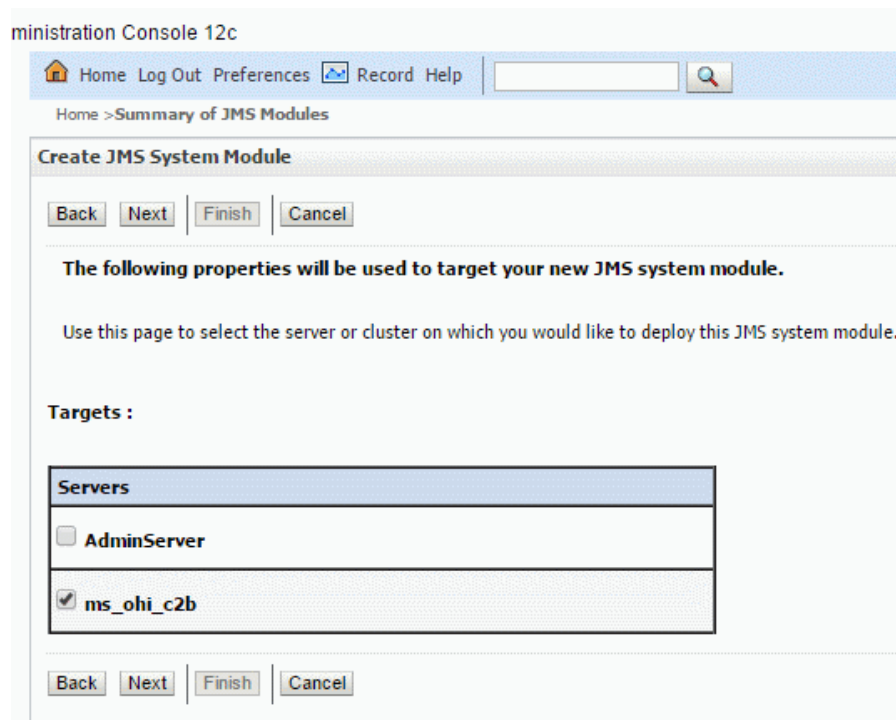 ministration Console 12c
Home Log Out Preferences Record Help
Home >Summary of JMS Modules
Create JMS System Module
Back Next Finish Cancel
The following properties will be used to target your new JMS system module.
Use this page to select the server or cluster on which you would like to deploy this JMS system module.
Targets :
Servers
AdminServer
ms_ohi_c2b
Back Next Finish Cancel